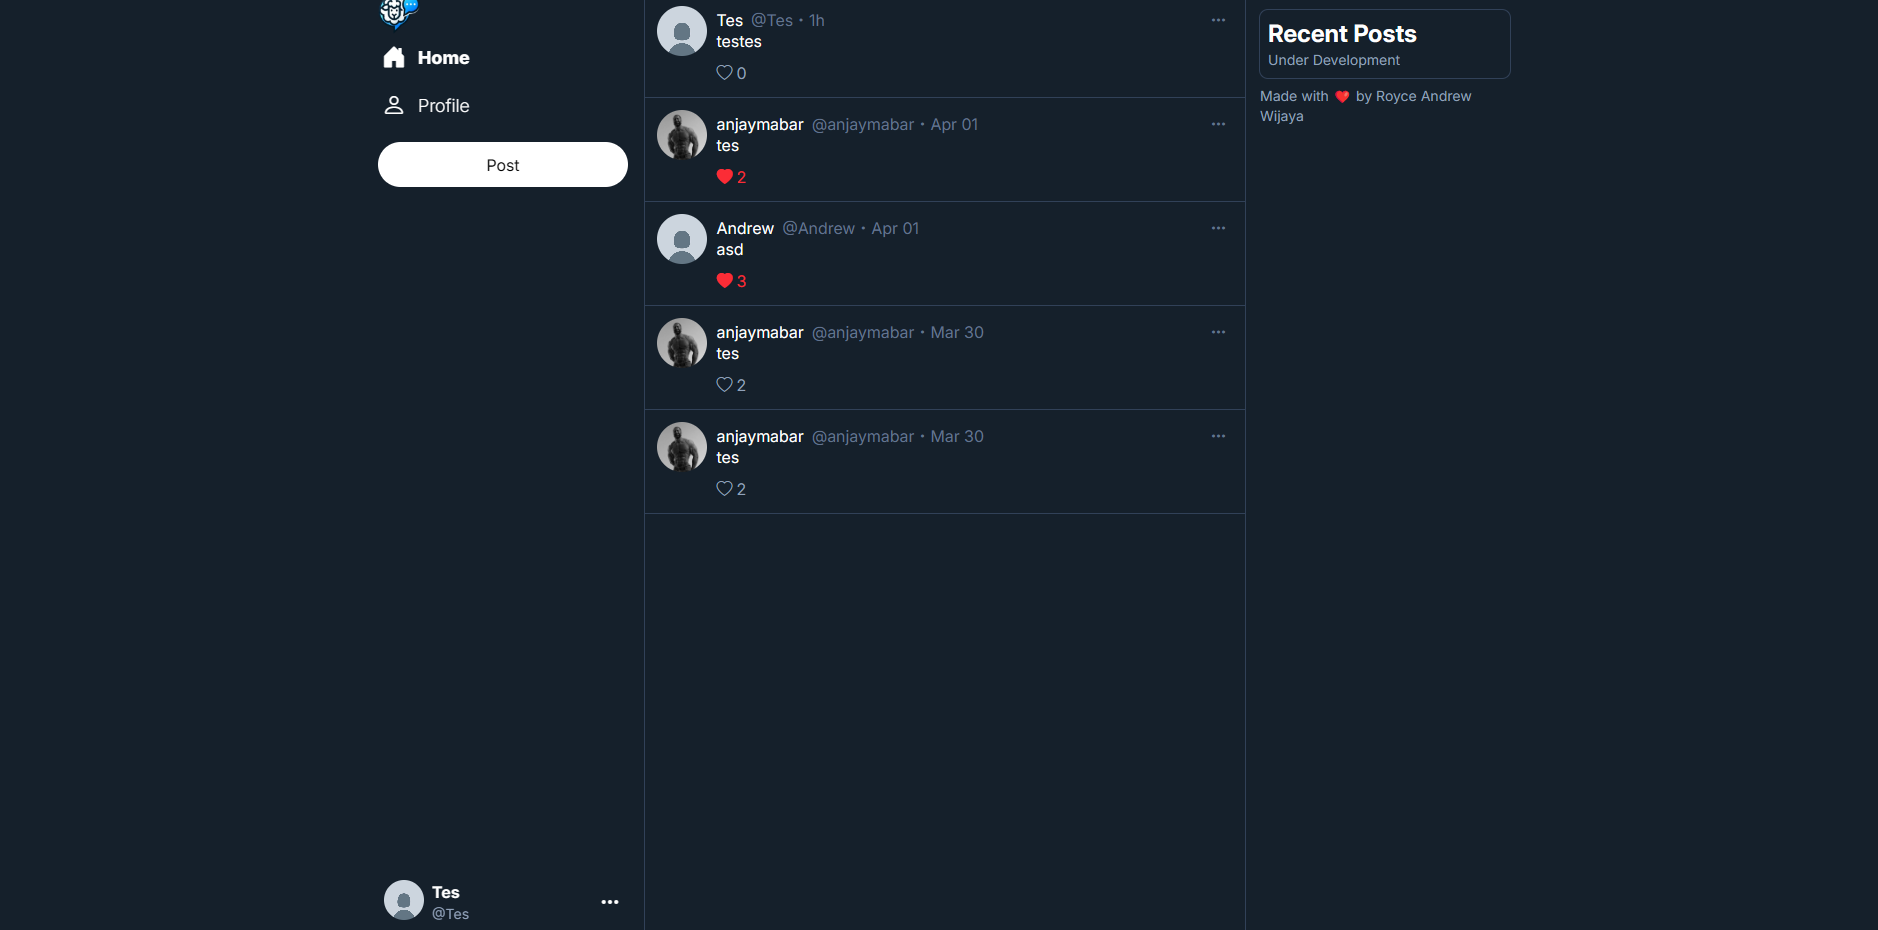 Home
Profile
Post
Tes @Tes · 1h
testes
0
anjaymabar @anjaymabar · Apr 01
tes
2
Andrew @Andrew · Apr 01
asd
3
anjaymabar @anjaymabar · Mar 30
tes
2
anjaymabar @anjaymabar · Mar 30
tes
2
Recent Posts
Under Development
Made with ❤️ by Royce Andrew
Wijaya
Tes
@Tes